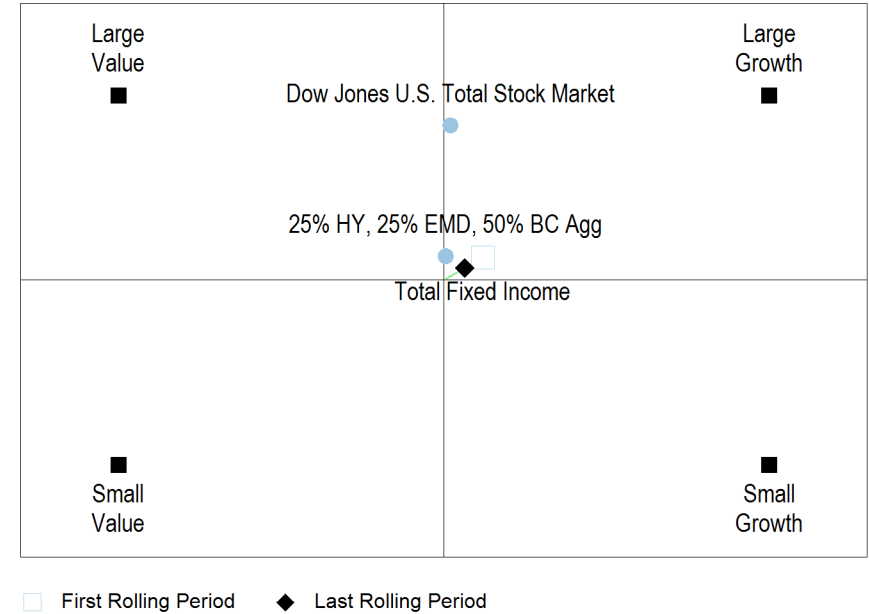 Large
Value
Large
Growth
Dow Jones U.S. Total Stock Market
25% HY, 25% EMD, 50% BC Agg
Total Fixed Income
Small
Value
Small
Growth
First Rolling Period
Last Rolling Period